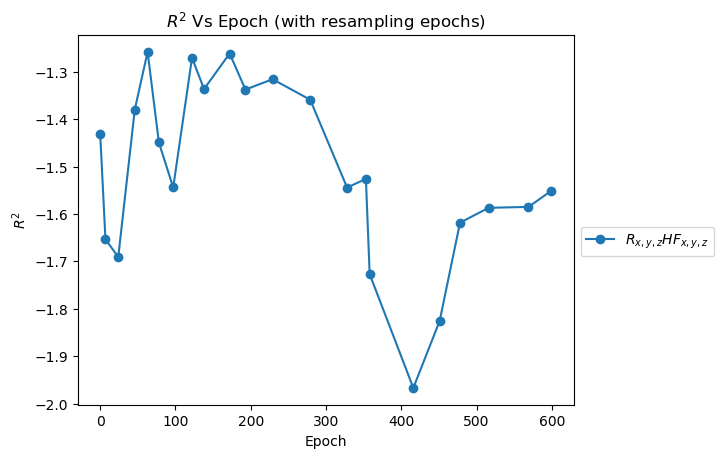 R² Vs Epoch (with resampling epochs)
−1.3
−1.4
−1.5
−1.6
−1.7
−1.8
−1.9
−2.0
R²
0 100 200 300 400 500 600
Epoch
Rx,y,zHFx,y,z